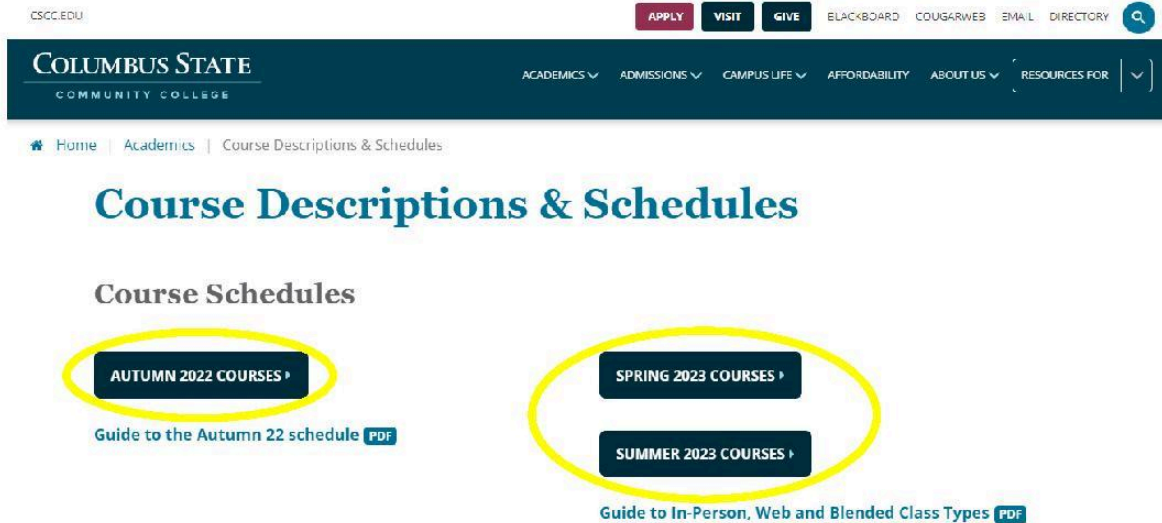 CSCC.EDU
APPLY VISIT GIVE BLACKBOARD COUGARWEB EMAIL DIRECTORY
COLUMBUS STATE
COMMUNITY COLLEGE
ACADEMICS ADMISSIONS CAMPUS LIFE AFFORDABILITY ABOUT US RESOURCES FOR
Home | Academics | Course Descriptions & Schedules
Course Descriptions & Schedules
Course Schedules
AUTUMN 2022 COURSES
Guide to the Autumn 22 schedule PDF
SPRING 2023 COURSES
SUMMER 2023 COURSES
Guide to In-Person, Web and Blended Class Types PDF